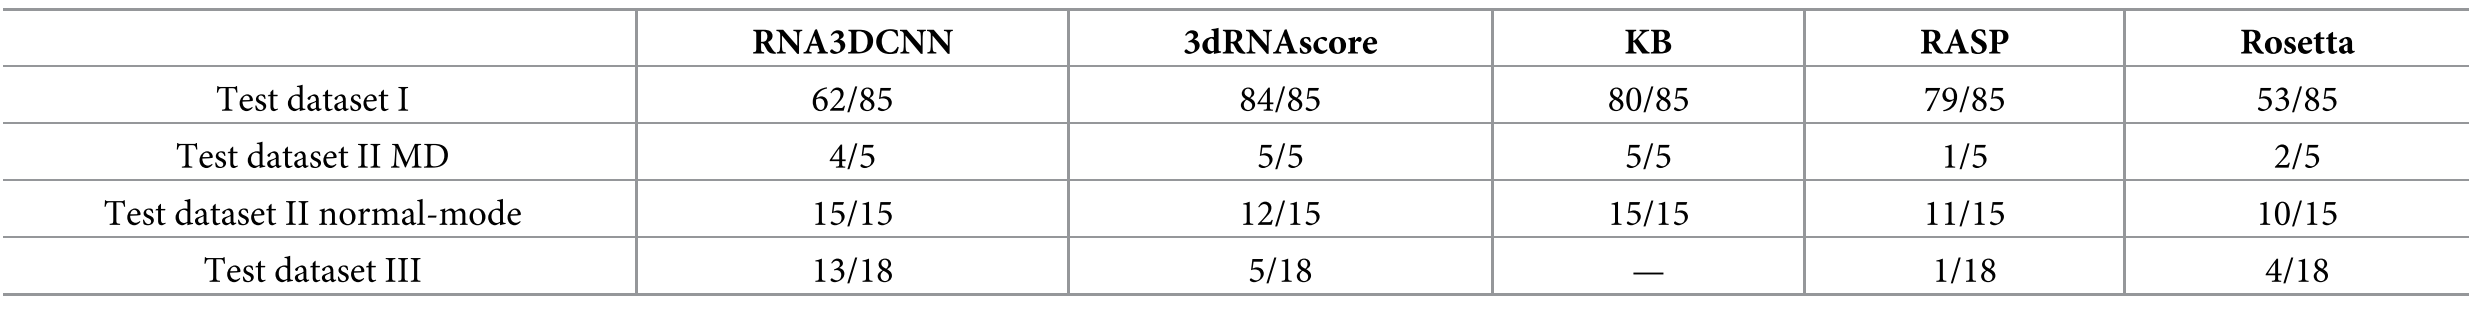 RNA3DCNN 3dRNAscore KB RASP Rosetta
Test dataset I 62/85 84/85 80/85 79/85 53/85
Test dataset II MD 4/5 5/5 5/5 1/5 2/5
Test dataset II normal-mode 15/15 12/15 15/15 11/15 10/15
Test dataset III 13/18 5/18 — 1/18 4/18